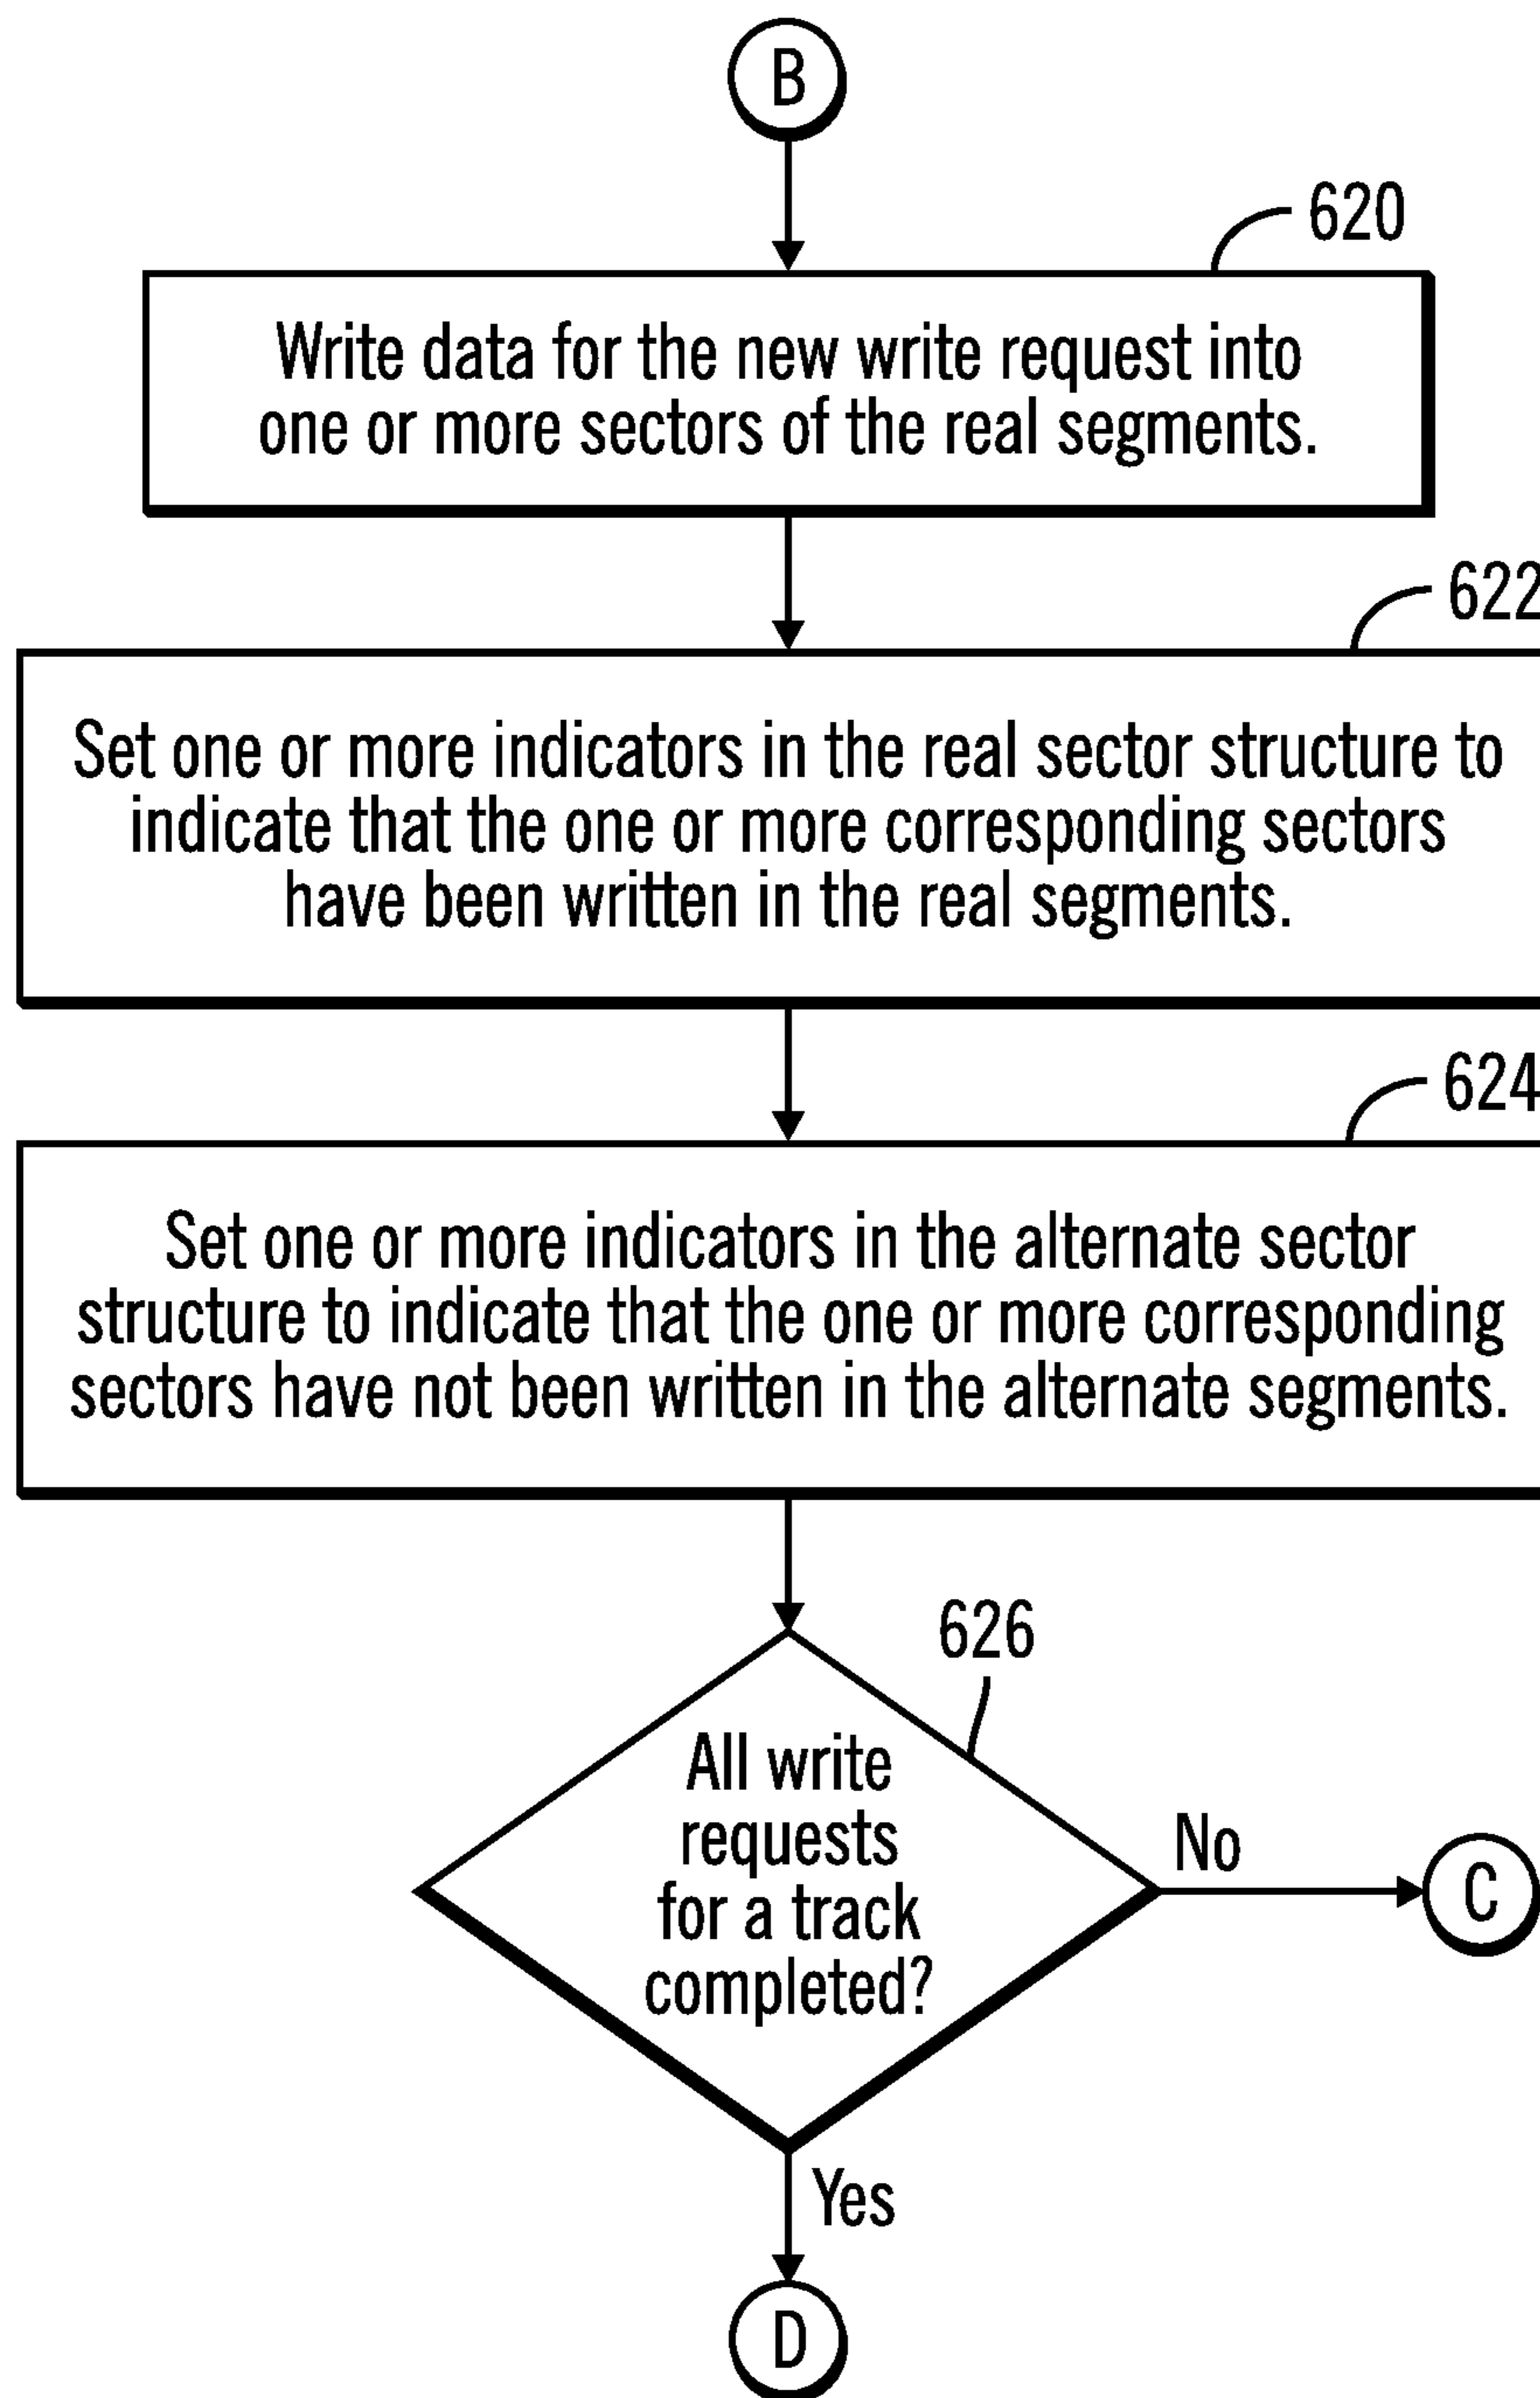 B
620
Write data for the new write request into
one or more sectors of the real segments.
622
Set one or more indicators in the real sector structure to
indicate that the one or more corresponding sectors
have been written in the real segments.
624
Set one or more indicators in the alternate sector
structure to indicate that the one or more corresponding
sectors have not been written in the alternate segments.
626
All write
requests
for a track
completed?
No
C
Yes
D